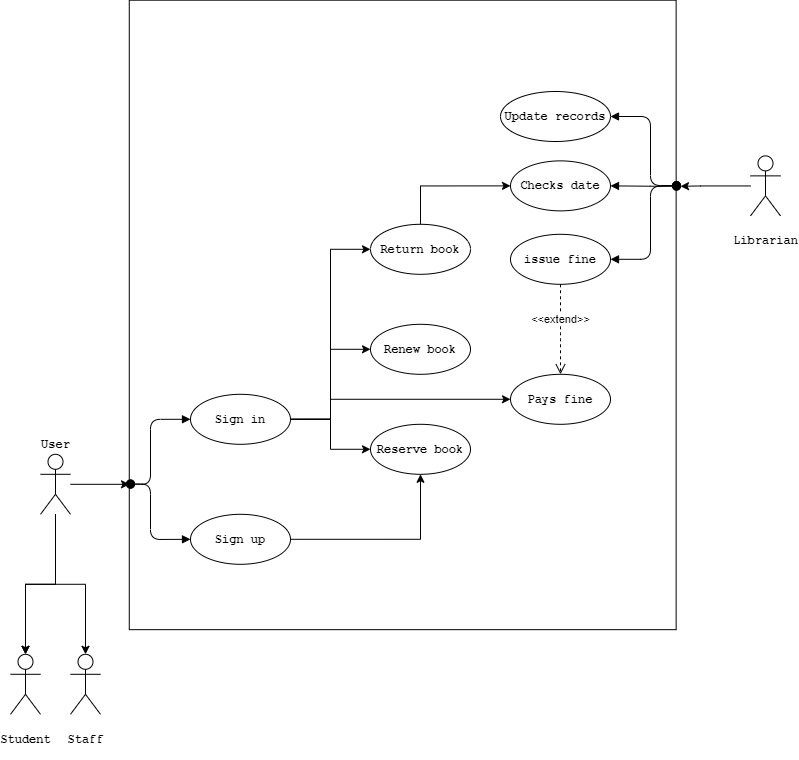 Update records
Checks date
Librarian
Return book
issue fine
<<extend>>
Renew book
Pays fine
Sign in
User
Reserve book
Sign up
Student
Staff